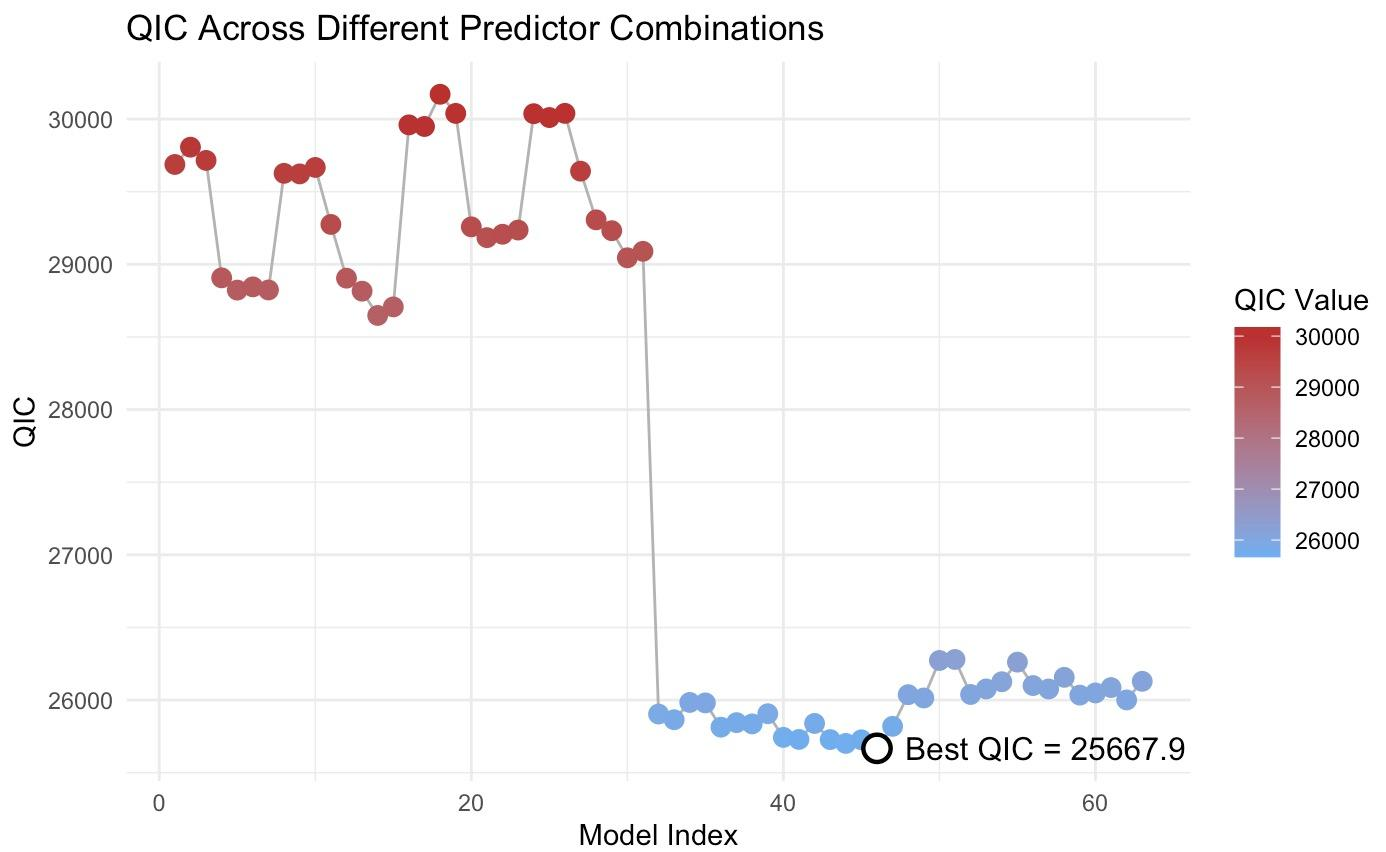 QIC Across Different Predictor Combinations
30000
29000
28000
27000
26000
QIC
0
20
40
60
Model Index
Best QIC = 25667.9
QIC Value
30000
29000
28000
27000
26000